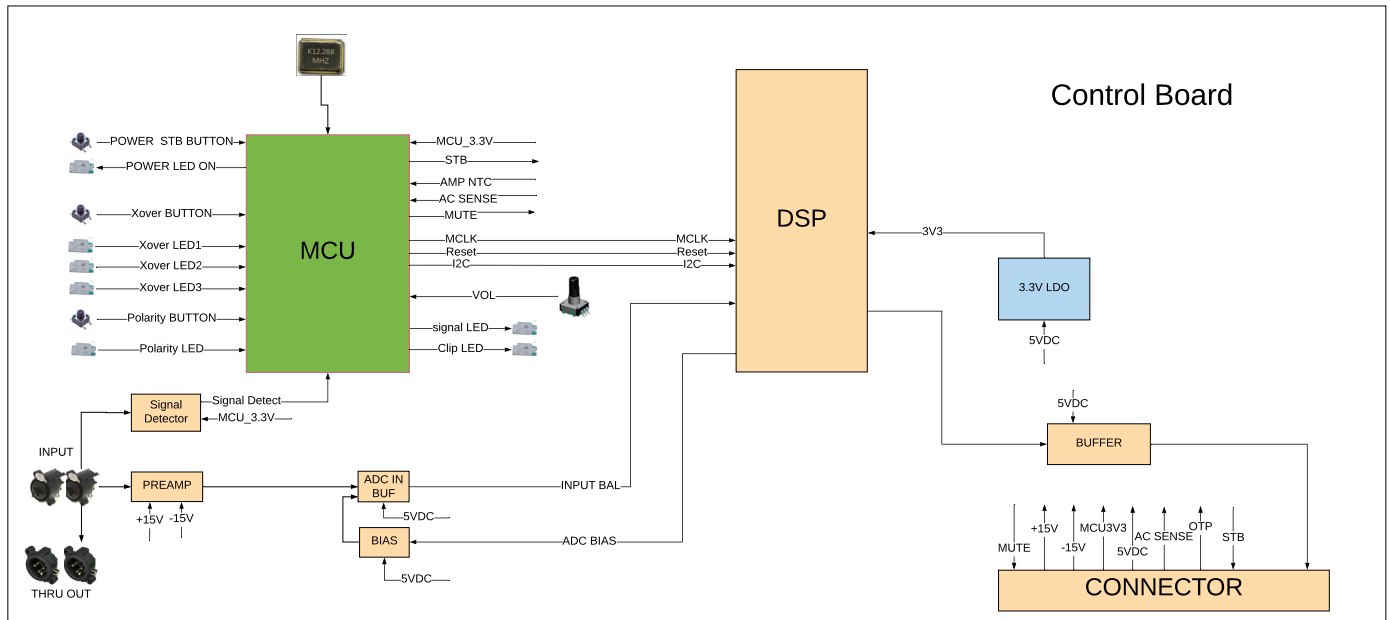 K12.288
MHZ
Control Board
POWER STB BUTTON
POWER LED ON
Xover BUTTON
Xover LED1
Xover LED2
Xover LED3
Polarity BUTTON
Polarity LED
MCU
MCU_3.3V
STB
AMP NTC
AC SENSE
MUTE
MCLK
MCLK
Reset
Reset
I2C
I2C
VOL
signal LED
Clip LED
DSP
3V3
3.3V LDO
5VDC
Signal
Detector
Signal Detect
MCU_3.3V
INPUT
PREAMP
+15V
-15V
THRU OUT
ADC IN
BUF
5VDC
INPUT BAL
BIAS
5VDC
ADC BIAS
5VDC
BUFFER
MUTE
+15V
-15V
MCU3V3
5VDC
AC SENSE
OTP
STB
CONNECTOR